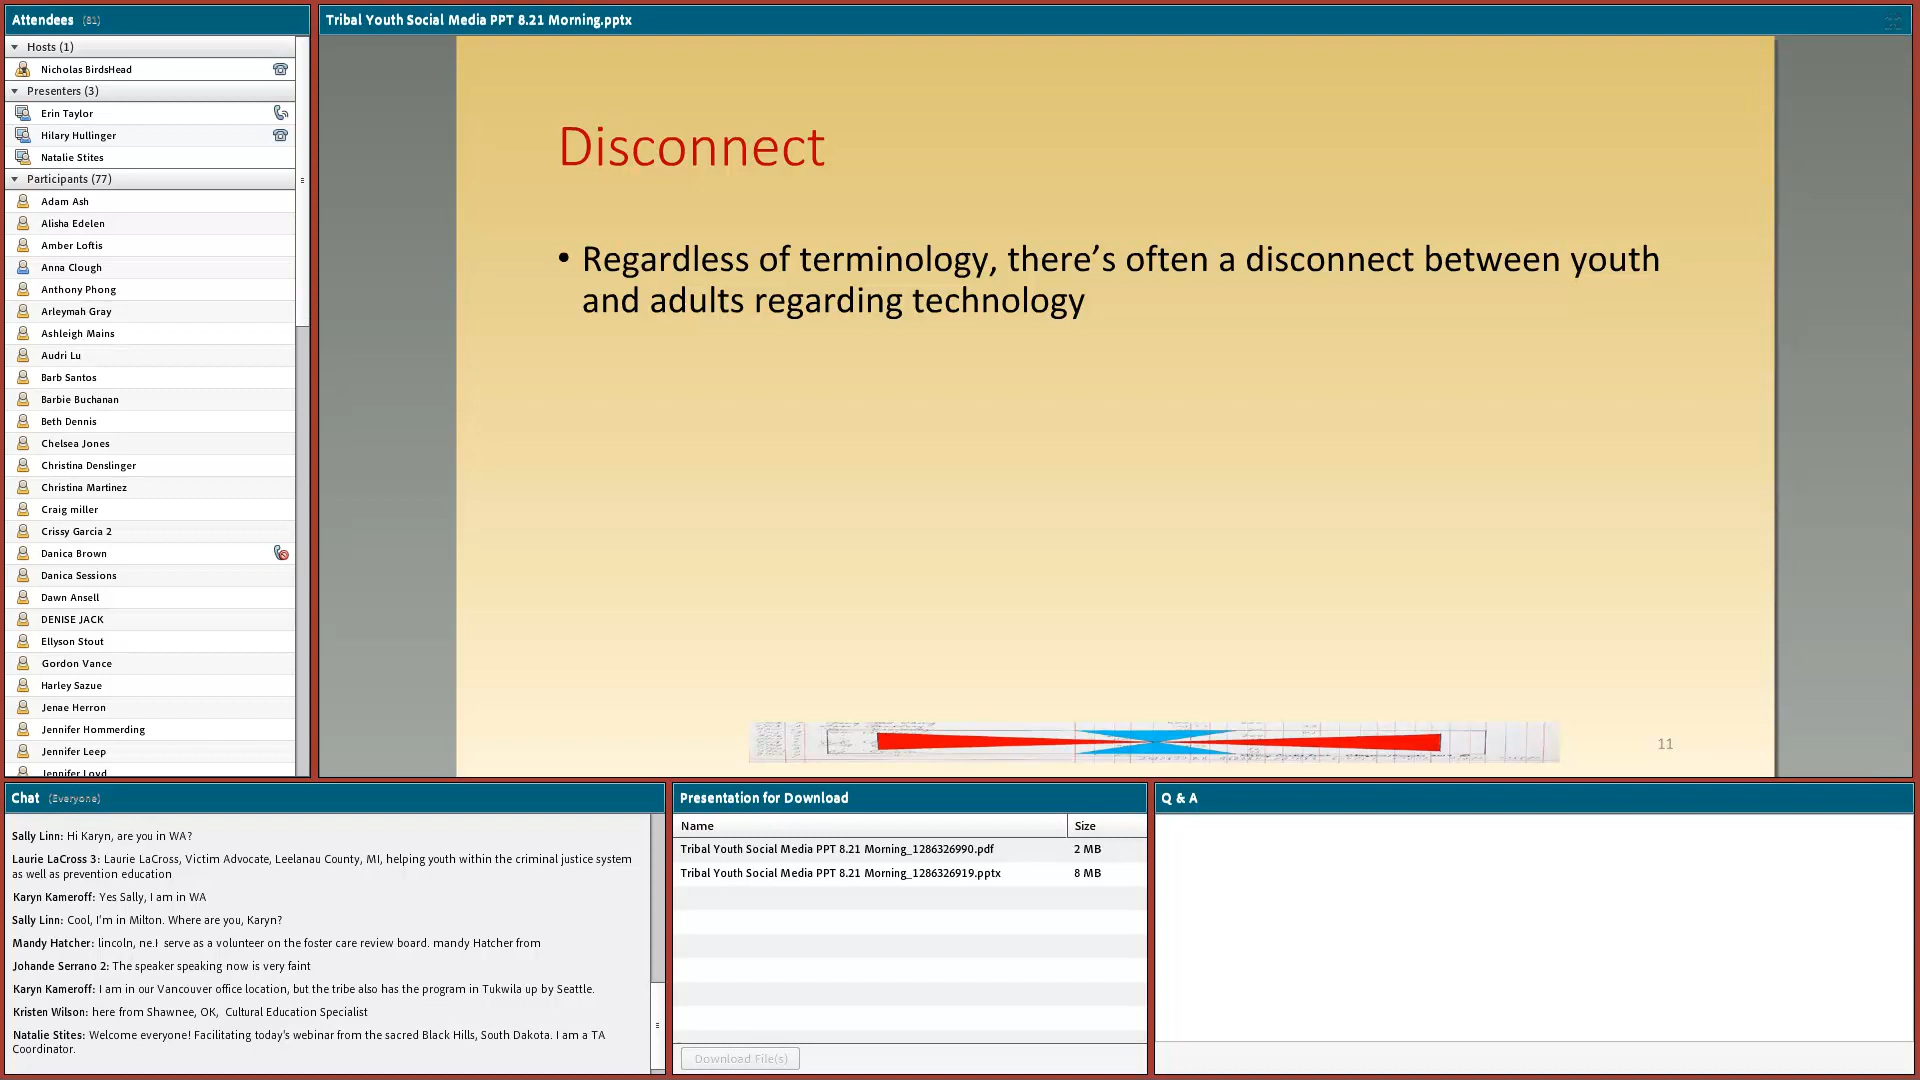 Attendees (81)
Hosts (1)
Nicholas BirdsHead
Presenters (3)
Erin Taylor
Hilary Hullinger
Natalie Stites
Participants (77)
Adam Ash
Alisha Edelen
Amber Loftis
Anna Clough
Anthony Phong
Arleymah Gray
Ashleigh Mains
Audri Lu
Barb Santos
Barbie Buchanan
Beth Dennis
Chelsea Jones
Christina Denslinger
Christina Martinez
Craig miller
Crissy Garcia 2
Danica Brown
Danica Sessions
Dawn Ansell
DENISE JACK
Ellyson Stout
Gordon Vance
Harley Sazue
Jenae Herron
Jennifer Hommerding
Jennifer Leep
Jennifer Loyd
Tribal Youth Social Media PPT 8.21 Morning.pptx
Disconnect
• Regardless of terminology, there’s often a disconnect between youth
and adults regarding technology
11
Chat (Everyone)
Sally Linn: Hi Karyn, are you in WA?
Laurie LaCross 3: Laurie LaCross, Victim Advocate, Leelanau County, MI, helping youth within the criminal justice system
as well as prevention education
Karyn Kameroff: Yes Sally, I am in WA
Sally Linn: Cool, I'm in Milton. Where are you, Karyn?
Mandy Hatcher: lincoln, ne.I serve as a volunteer on the foster care review board. mandy Hatcher from
Johande Serrano 2: The speaker speaking now is very faint
Karyn Kameroff: I am in our Vancouver office location, but the tribe also has the program in Tukwila up by Seattle.
Kristen Wilson: here from Shawnee, OK, Cultural Education Specialist
Natalie Stites: Welcome everyone! Facilitating today's webinar from the sacred Black Hills, South Dakota. I am a TA
Coordinator.
Presentation for Download
Name Size
Tribal Youth Social Media PPT 8.21 Morning_1286326990.pdf 2 MB
Tribal Youth Social Media PPT 8.21 Morning_1286326919.pptx 8 MB
Download File(s)
Q & A